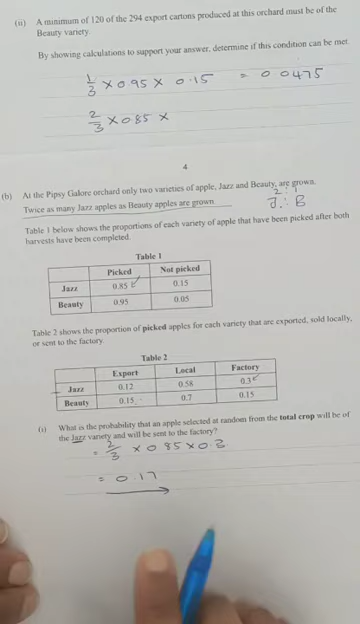 (ii) A minimum of 120 of the 294 export cartons produced at this orchard must be of the
Beauty variety.
By showing calculations to support your answer, determine if this condition can be met.
1/3 × 0.95 × 0.15 = 0.0475
2/3 × 0.85 ×
4
(b) At the Pipsy Galore orchard only two varieties of apple, Jazz and Beauty, are grown.
2 : 1
Twice as many Jazz apples as Beauty apples are grown.
J : B
Table 1 below shows the proportions of each variety of apple that have been picked after both
harvests have been completed.
Table 1
Picked Not picked
Jazz 0.85 0.15
Beauty 0.95 0.05
Table 2 shows the proportion of picked apples for each variety that are exported, sold locally,
or sent to the factory.
Table 2
Export Local Factory
Jazz 0.12 0.58 0.3
Beauty 0.15 0.7 0.15
(i) What is the probability that an apple selected at random from the total crop will be of
the Jazz variety and will be sent to the factory?
= 2/3 × 0.85 × 0.3
= 0.17